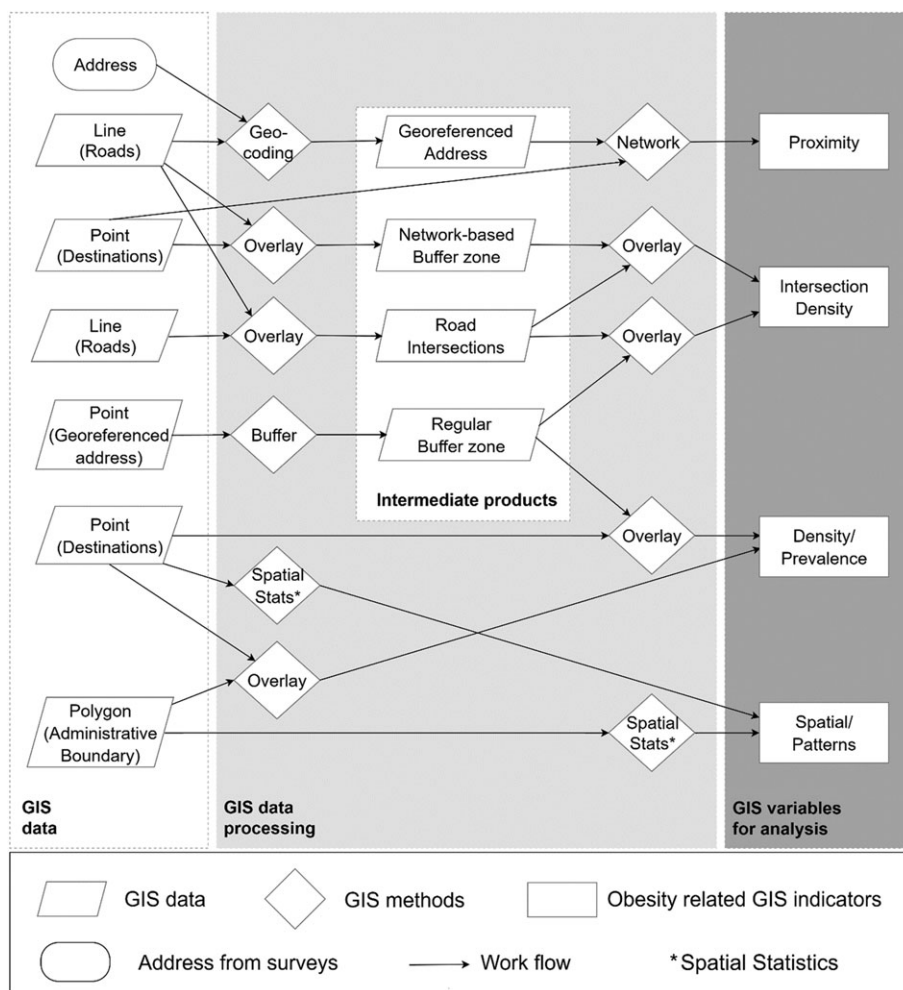 Address
Line
(Roads)
Geo-
coding
Georeferenced
Address
Network
Proximity
Point
(Destinations)
Overlay
Network-based
Buffer zone
Overlay
Intersection
Density
Line
(Roads)
Overlay
Road
Intersections
Overlay
Point
(Georeferenced
address)
Buffer
Regular
Buffer zone
Intermediate products
Point
(Destinations)
Overlay
Density/
Prevalence
Spatial
Stats*
Overlay
Polygon
(Administrative
Boundary)
Spatial
Stats*
Spatial/
Patterns
GIS
data
GIS data
processing
GIS variables
for analysis
GIS data
GIS methods
Obesity related GIS indicators
Address from surveys
Work flow
*Spatial Statistics